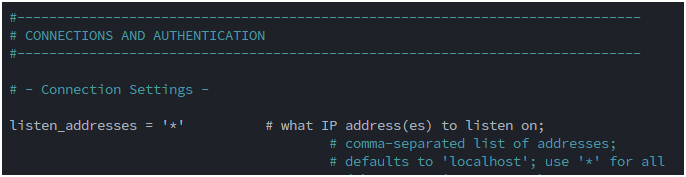 #------------------------------------------------------------------------------
# CONNECTIONS AND AUTHENTICATION
#------------------------------------------------------------------------------
# - Connection Settings -
listen_addresses = '*' # what IP address(es) to listen on;
# comma-separated list of addresses;
# defaults to 'localhost'; use '*' for all